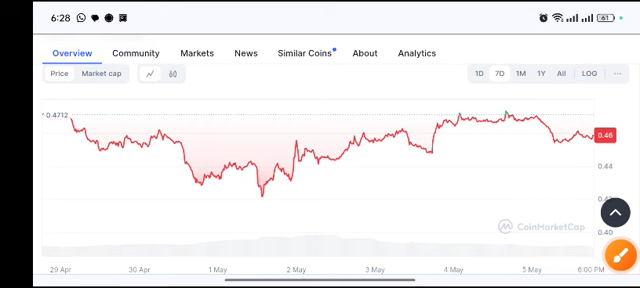 6:28
61
Overview Community Markets News Similar Coins About Analytics
Price Market cap 1D 7D 1M 1Y All LOG ...
0.4712
0.46
0.44
0.40
CoinMarketCap
29 Apr 30 Apr 1 May 2 May 3 May 4 May 5 May 6:00 PM